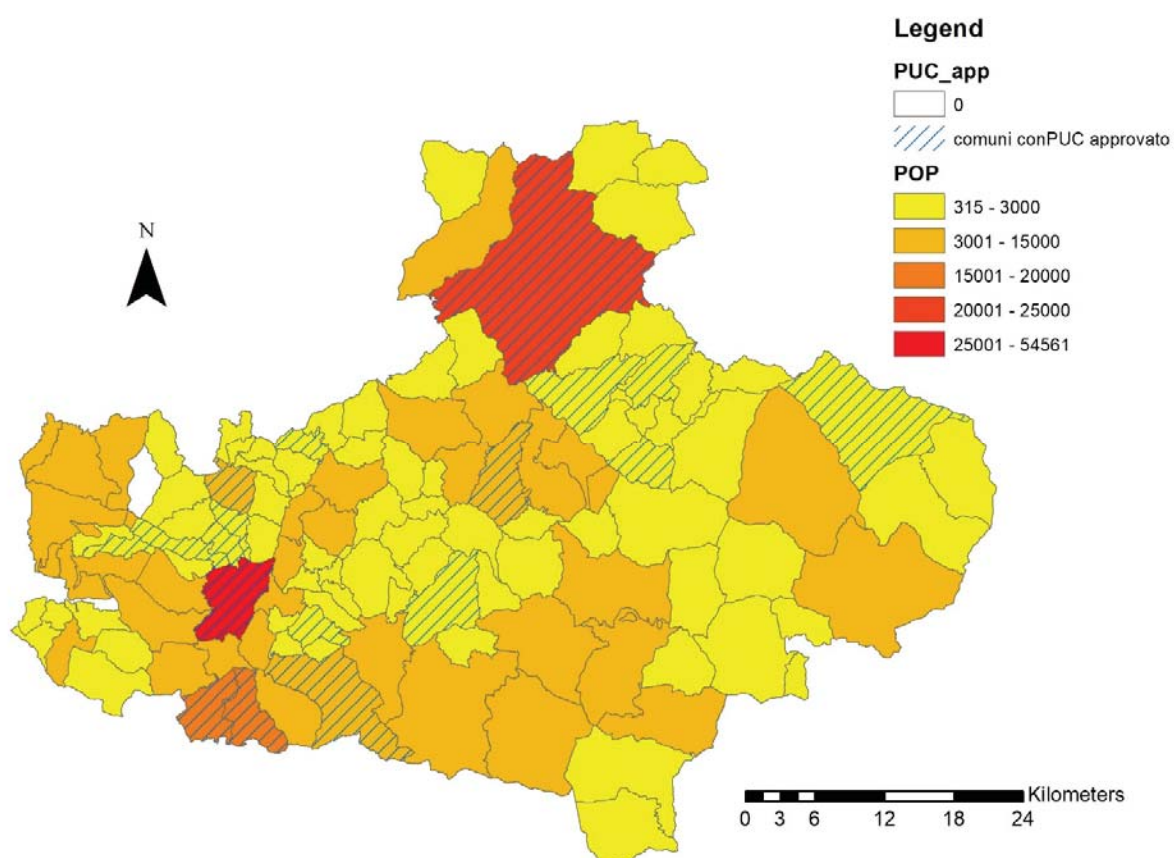 Legend
PUC_app
0
comuni conPUC approvato
POP
315 - 3000
3001 - 15000
15001 - 20000
20001 - 25000
25001 - 54561
N
Kilometers
0 3 6 12 18 24